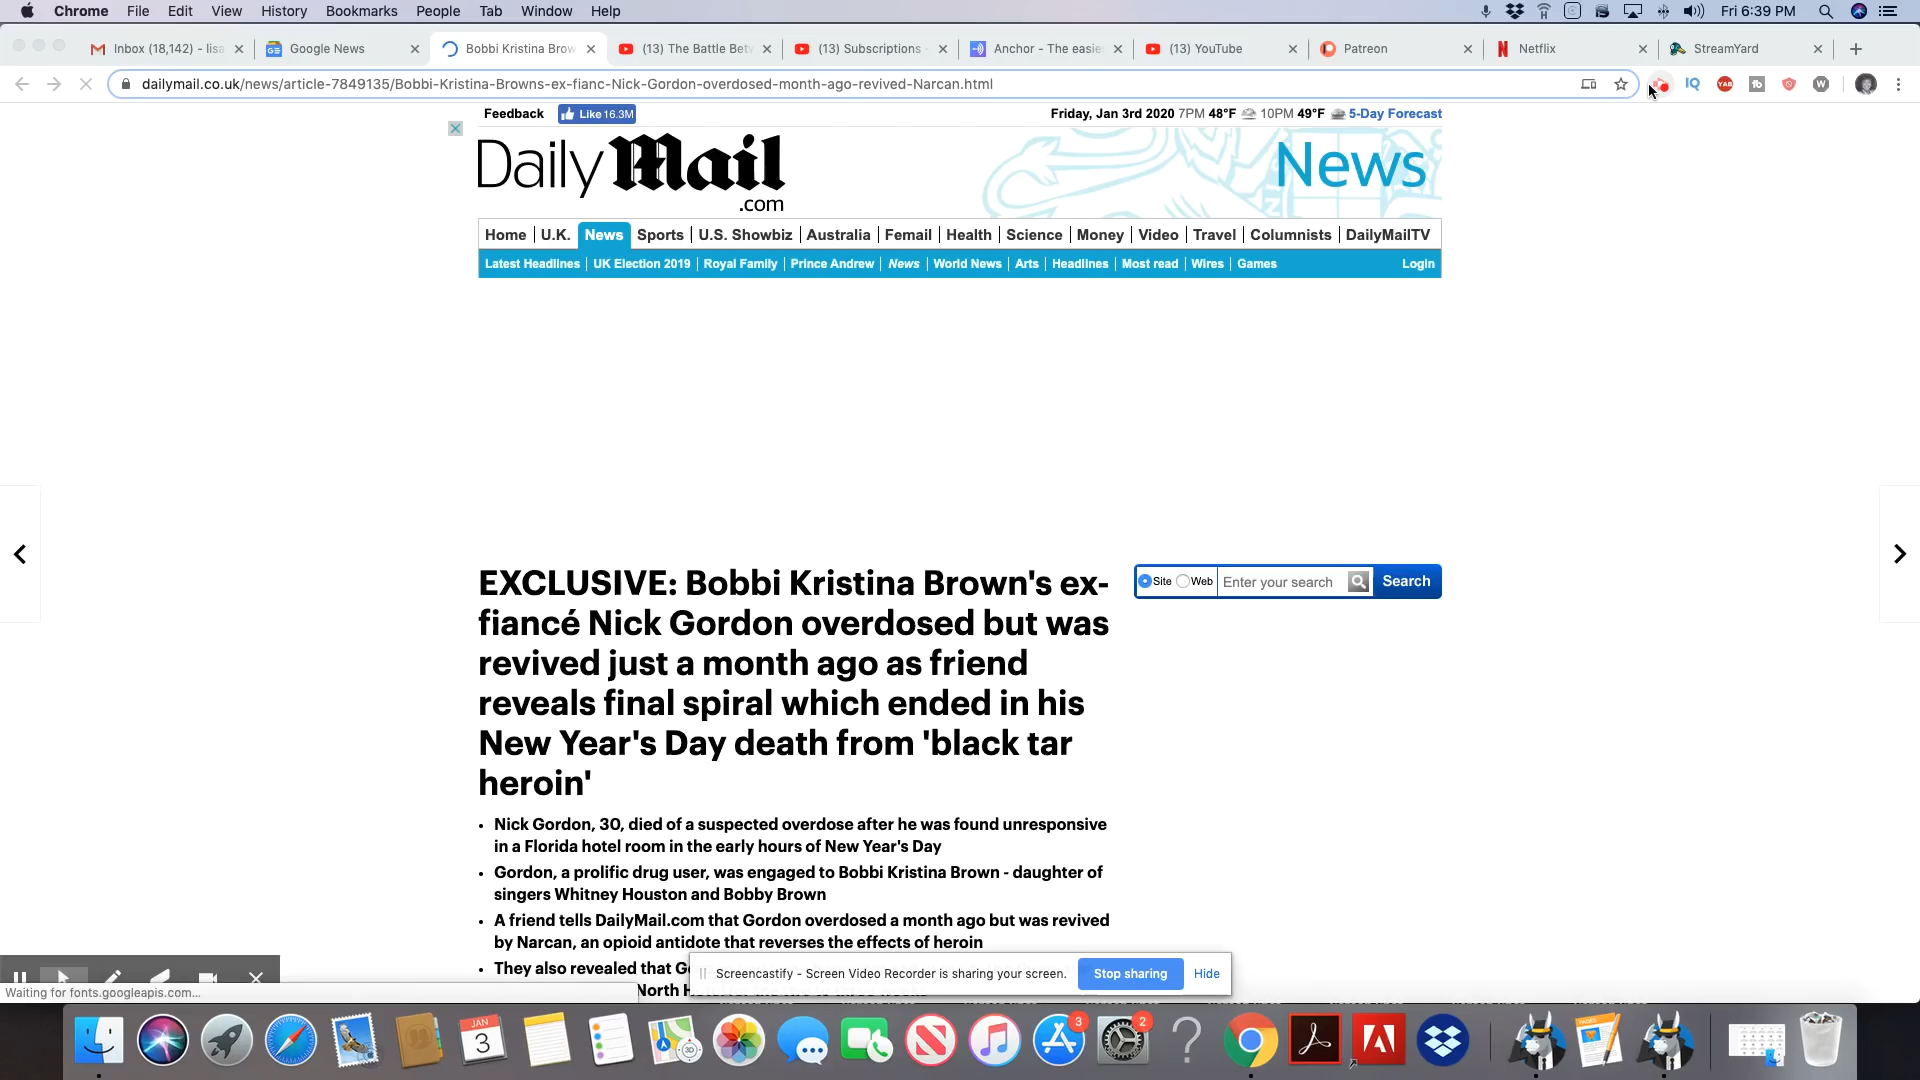 Chrome File Edit View History Bookmarks People Tab Window Help Fri 6:39 PM
Inbox (18,142) - lisa Google News Bobbi Kristina Brow (13) The Battle Bet (13) Subscriptions - Anchor - The easie (13) YouTube Patreon Netflix StreamYard
dailymail.co.uk/news/article-7849135/Bobbi-Kristina-Browns-ex-fianc-Nick-Gordon-overdosed-month-ago-revived-Narcan.html IQ YAB tb W
Feedback Like 16.3M Friday, Jan 3rd 2020 7PM 48°F 10PM 49°F 5-Day Forecast
Daily Mail .com News
Home U.K. News Sports U.S. Showbiz Australia Femail Health Science Money Video Travel Columnists DailyMailTV
Latest Headlines UK Election 2019 Royal Family Prince Andrew News World News Arts Headlines Most read Wires Games Login
EXCLUSIVE: Bobbi Kristina Brown's ex-
fiancé Nick Gordon overdosed but was
revived just a month ago as friend
reveals final spiral which ended in his
New Year's Day death from 'black tar
heroin'
Site Web Enter your search Search
• Nick Gordon, 30, died of a suspected overdose after he was found unresponsive
in a Florida hotel room in the early hours of New Year's Day
• Gordon, a prolific drug user, was engaged to Bobbi Kristina Brown - daughter of
singers Whitney Houston and Bobby Brown
• A friend tells DailyMail.com that Gordon overdosed a month ago but was revived
by Narcan, an opioid antidote that reverses the effects of heroin
• They also revealed that
North
Screencastify - Screen Video Recorder is sharing your screen. Stop sharing Hide
Waiting for fonts.googleapis.com...
JAN
3
3D
3
2
PAGES